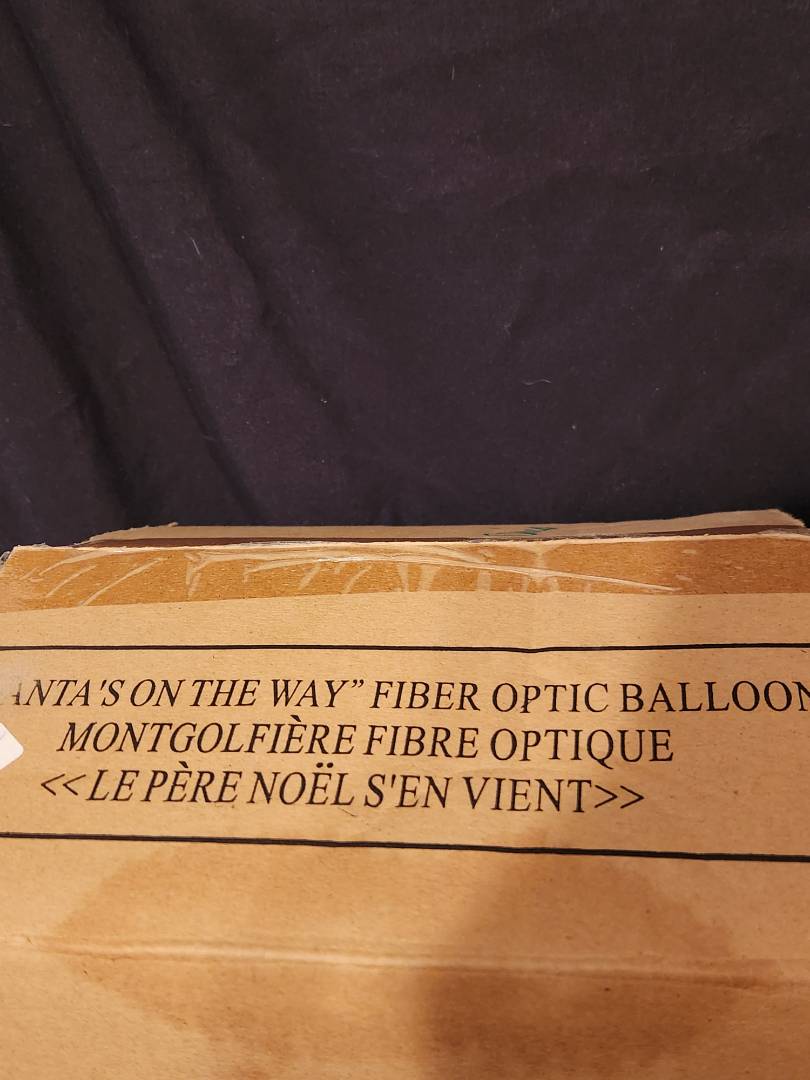 ANTA'S ON THE WAY” FIBER OPTIC BALLOON
MONTGOLFIÈRE FIBRE OPTIQUE
<<LE PÈRE NOËL S'EN VIENT>>